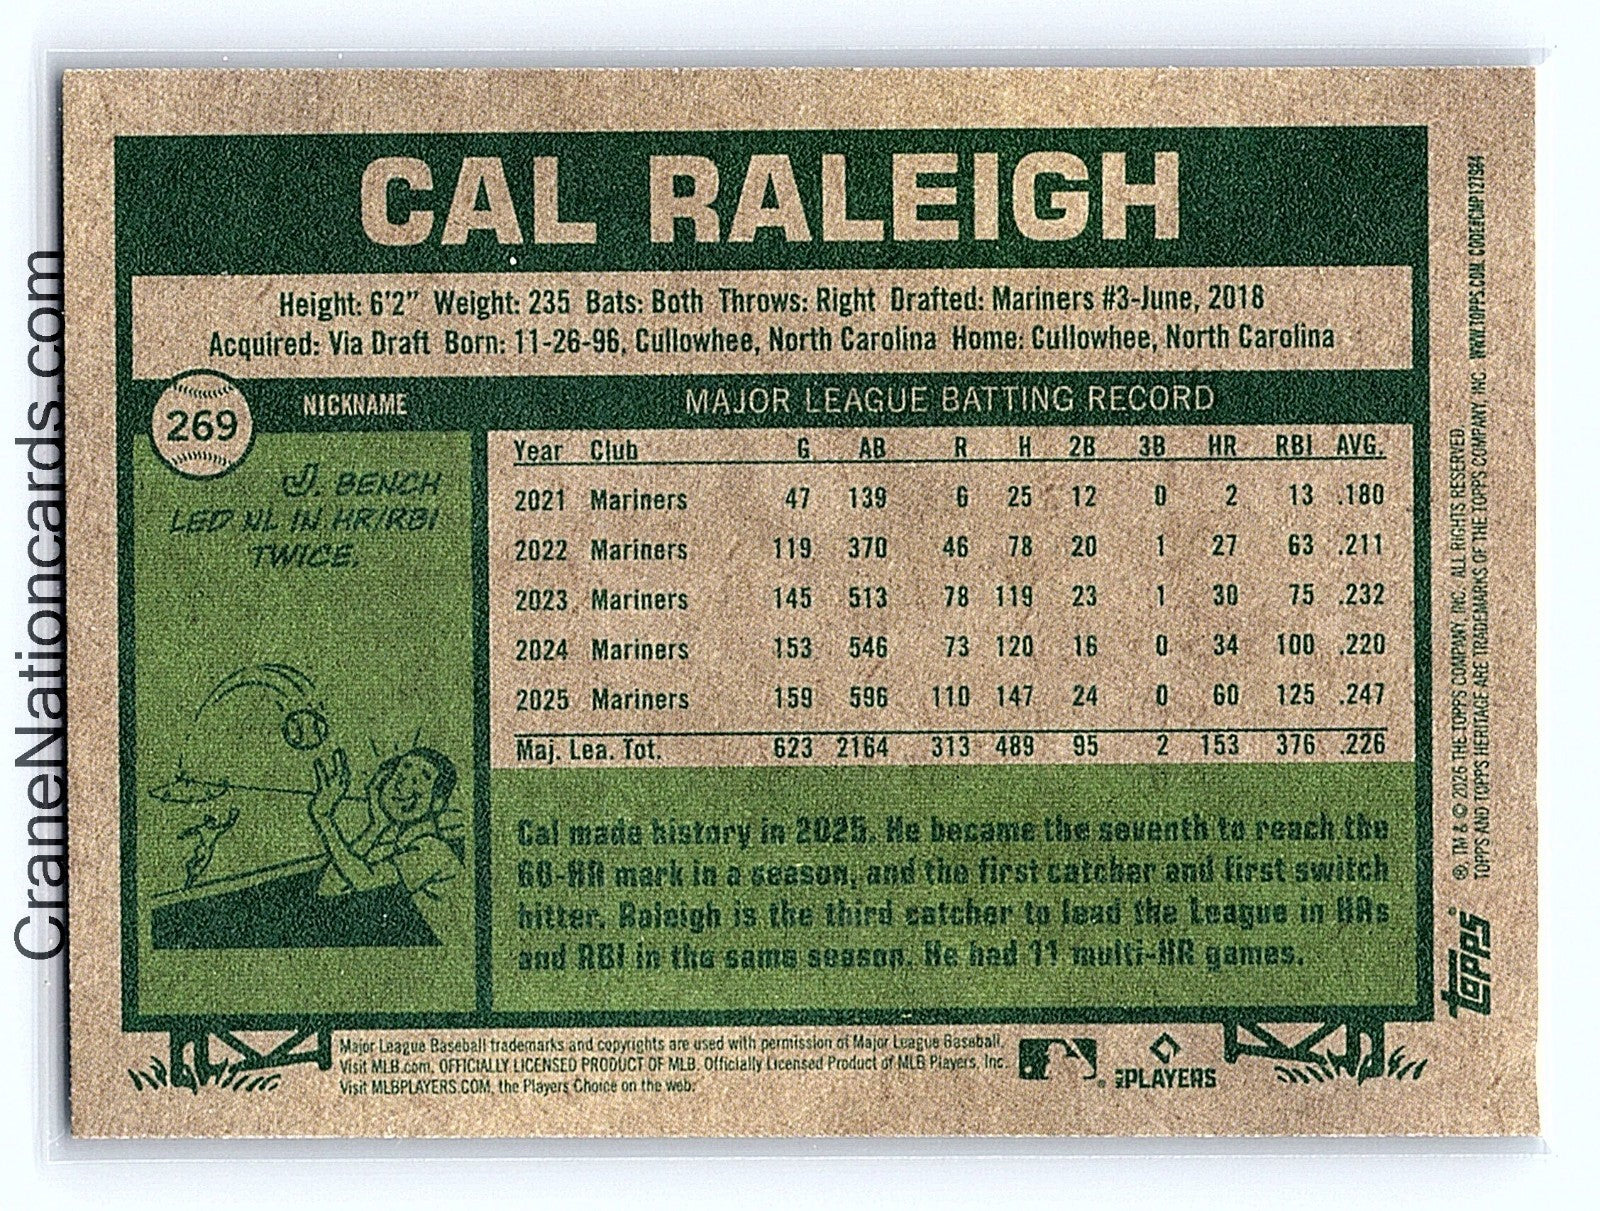 CAL RALEIGH
Height: 6'2” Weight: 235 Bats: Both Throws: Right Drafted: Mariners #3-June, 2018
Acquired: Via Draft Born: 11-26-96, Cullowhee, North Carolina Home: Cullowhee, North Carolina
269
NICKNAME
J. BENCH
LED NL IN HR/RBI
TWICE.
MAJOR LEAGUE BATTING RECORD
Year Club G AB R H 2B 3B HR RBI AVG.
2021 Mariners 47 139 6 25 12 0 2 13 .180
2022 Mariners 119 370 46 78 20 1 27 63 .211
2023 Mariners 145 513 78 119 23 1 30 75 .232
2024 Mariners 153 546 73 120 16 0 34 100 .220
2025 Mariners 159 596 110 147 24 0 60 125 .247
Maj. Lea. Tot. 623 2164 313 489 95 2 153 376 .226
Cal made history in 2025. He became the seventh to reach the
60-HR mark in a season, and the first catcher and first switch
hitter. Raleigh is the third catcher to lead the League in HRs
and RBI in the same season. He had 11 multi-HR games.
Major League Baseball trademarks and copyrights are used with permission of Major League Baseball.
Visit MLB.com. OFFICIALLY LICENSED PRODUCT OF MLB. Officially Licensed Product of MLB Players, Inc.
Visit MLBPLAYERS.COM, the Players Choice on the web.
PLAYERS
®, TM & © 2026 THE TOPPS COMPANY, INC. ALL RIGHTS RESERVED.
TOPPS AND TOPPS HERITAGE ARE TRADEMARKS OF THE TOPPS COMPANY, INC. WWW.TOPPS.COM. CODE#CMP127984
topps®
CraneNationcards.com